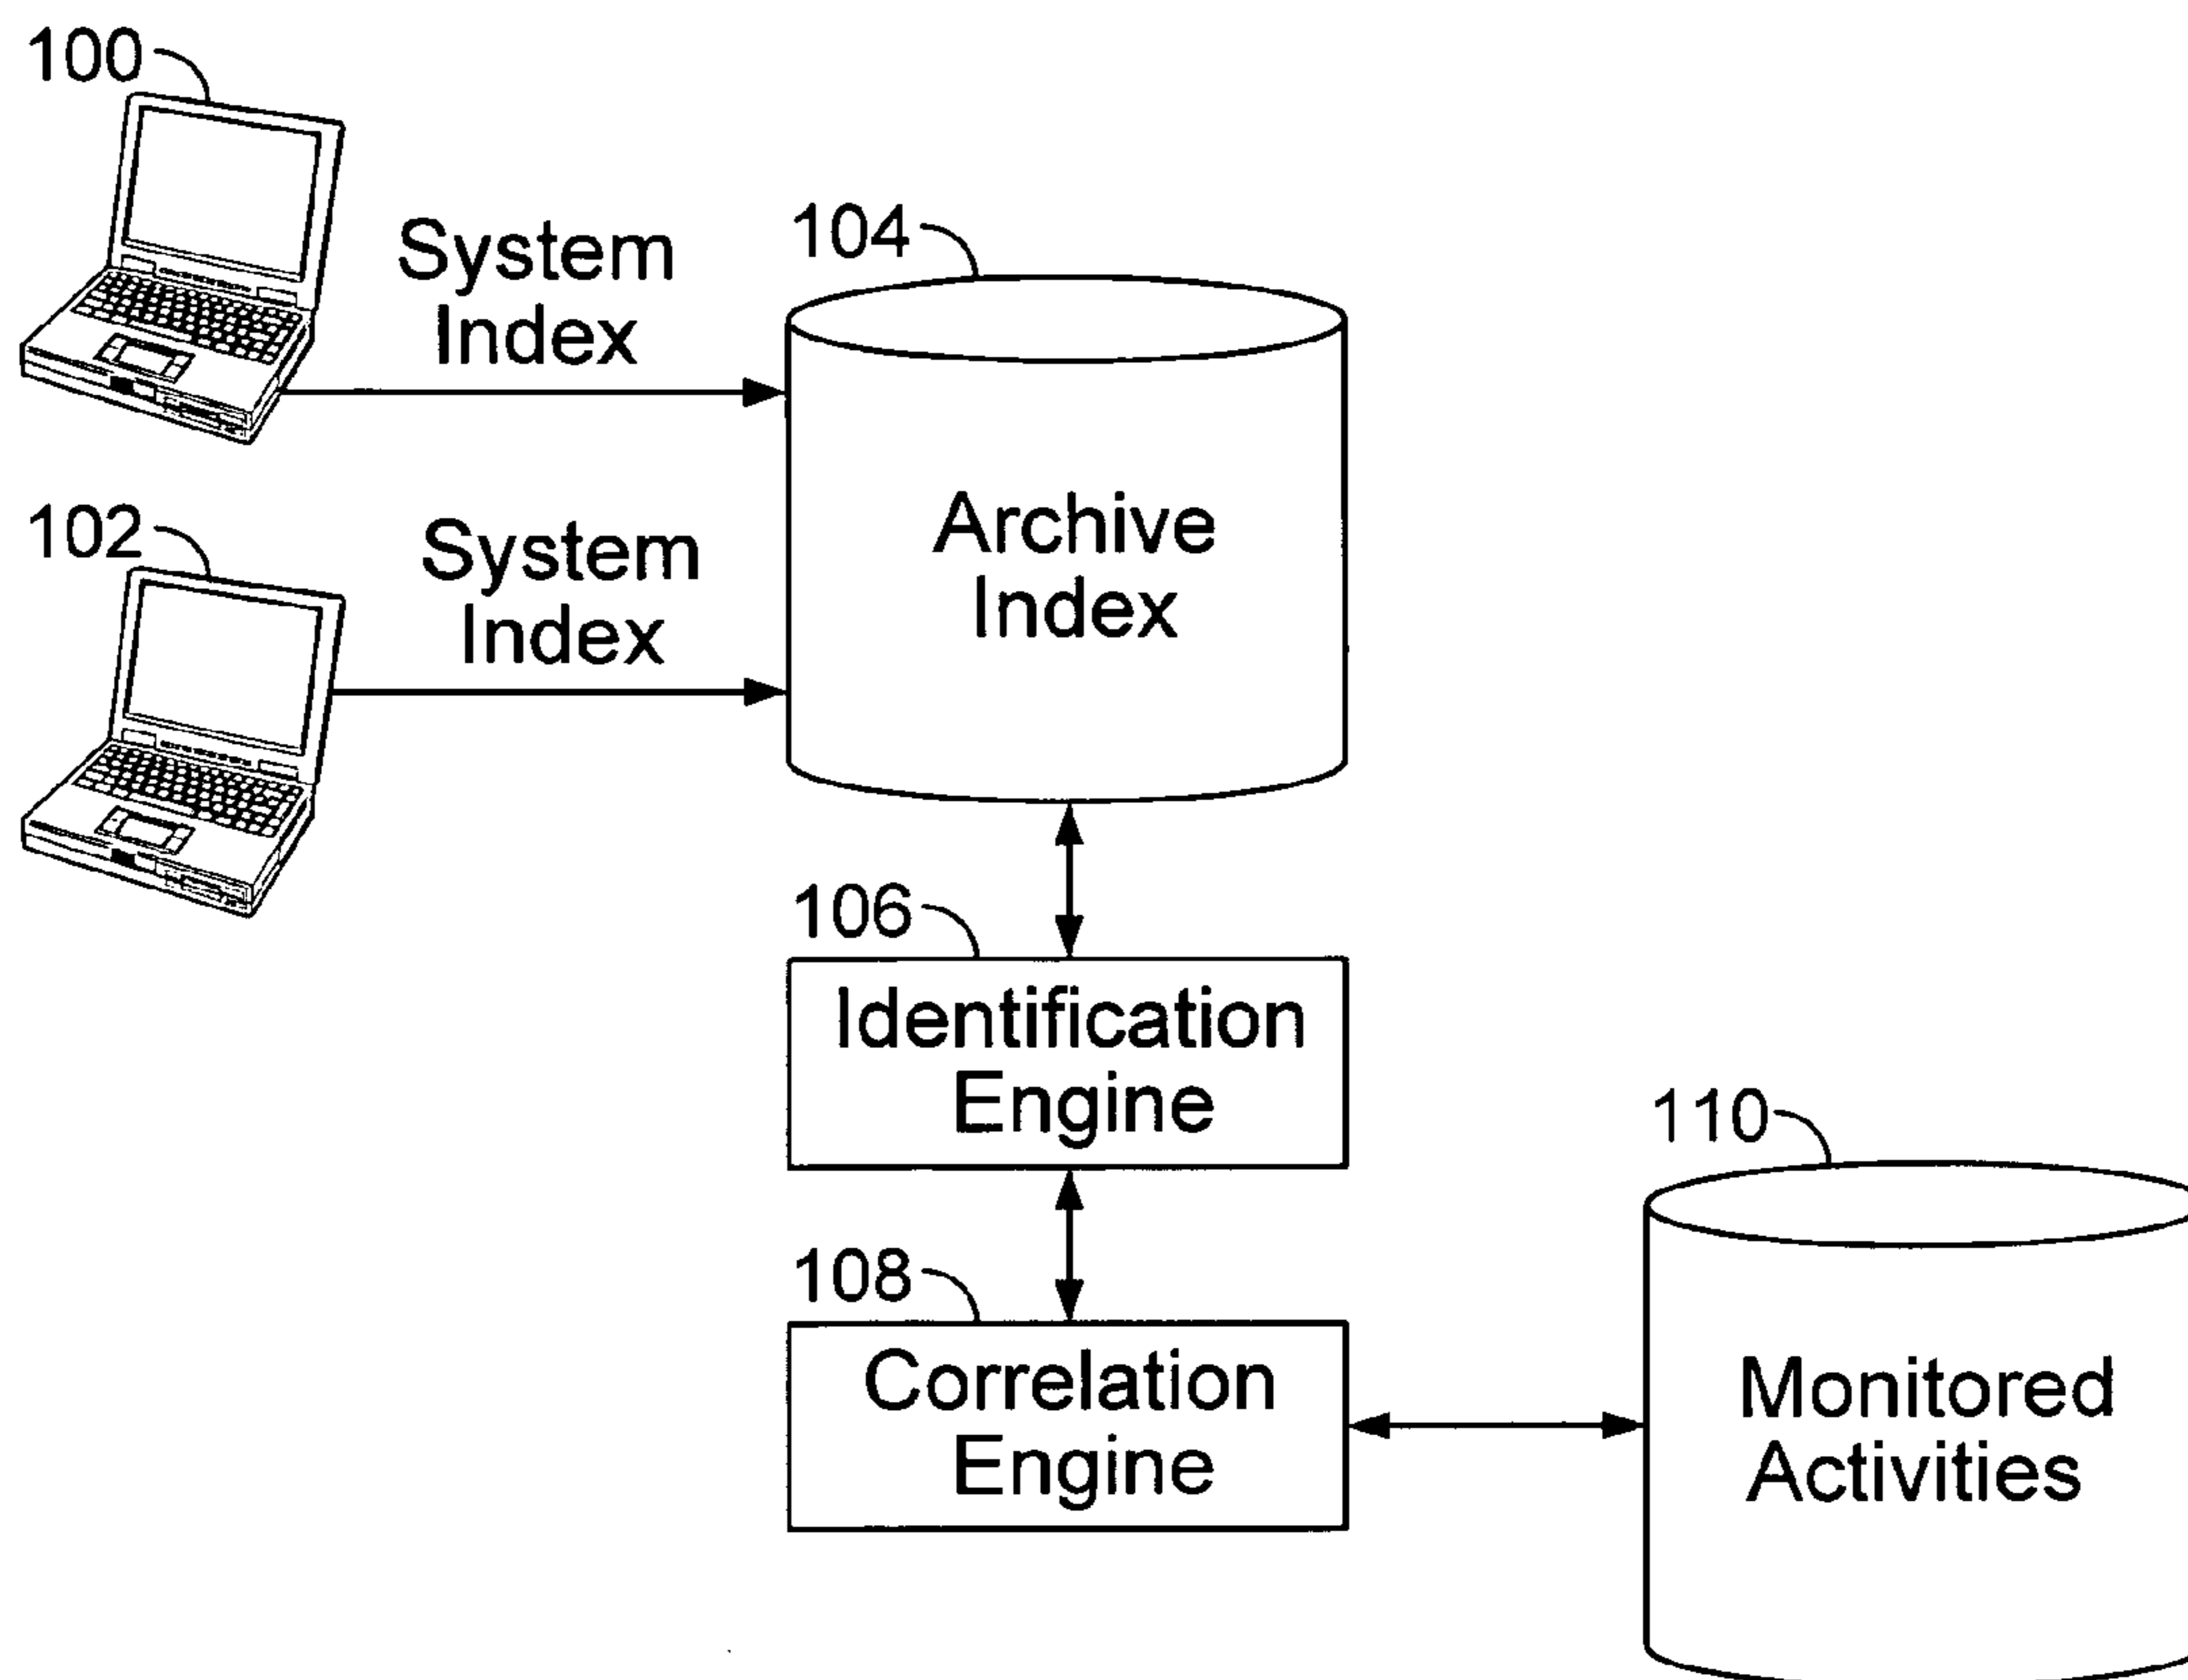 100
System
Index
104
Archive
Index
102
System
Index
106
Identification
Engine
110
108
Correlation
Engine
Monitored
Activities